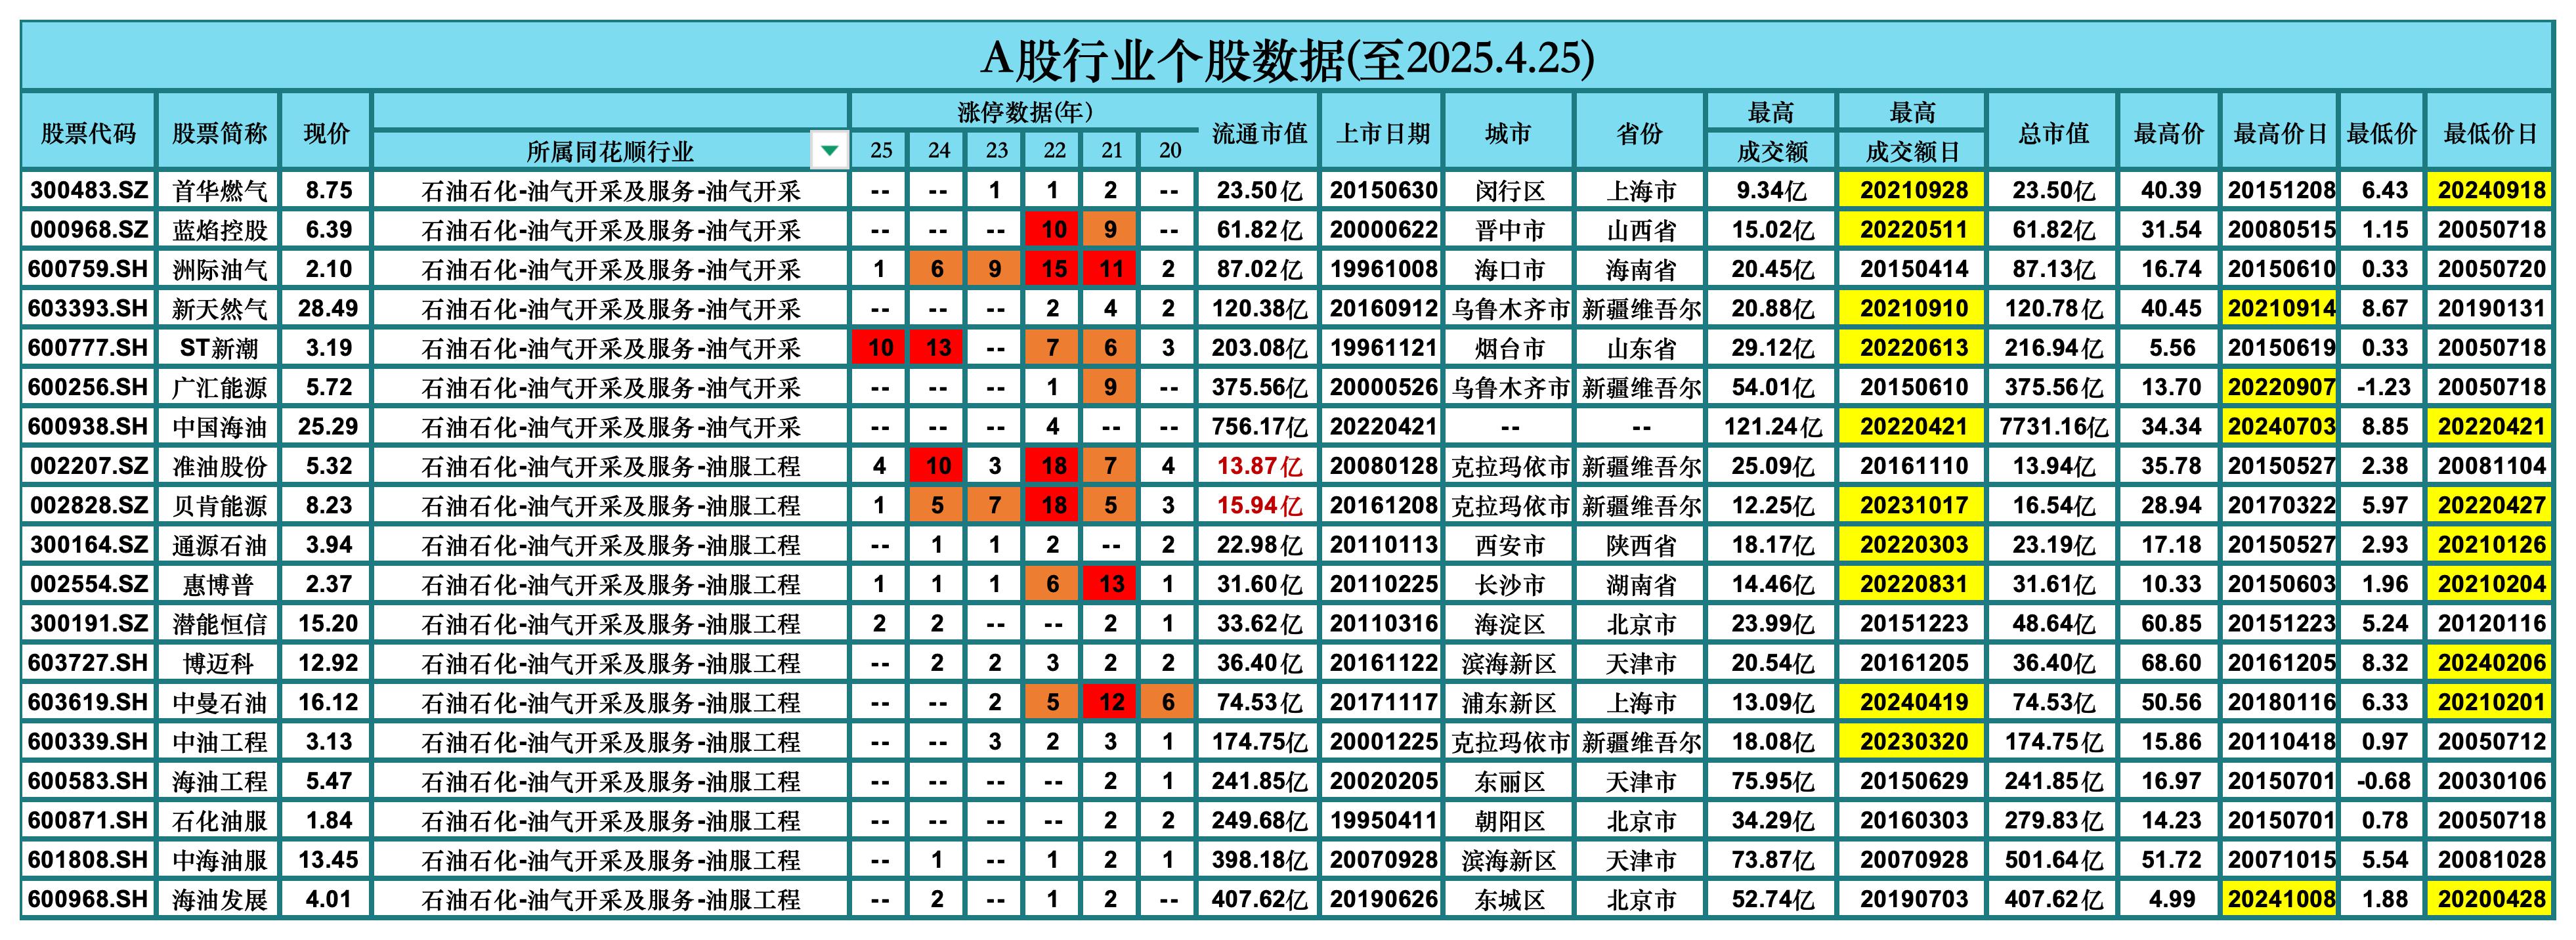 A股行业个股数据(至2025.4.25)
股票代码 股票简称 现价 所属同花顺行业 涨停数据(年) 流通市值 上市日期 城市 省份 最高 最高 总市值 最高价 最高价日 最低价 最低价日
25 24 23 22 21 20 成交额 成交额日
300483.SZ 首华燃气 8.75 石油石化-油气开采及服务-油气开采 -- -- 1 1 2 -- 23.50亿 20150630 闵行区 上海市 9.34亿 20210928 23.50亿 40.39 20151208 6.43 20240918
000968.SZ 蓝焰控股 6.39 石油石化-油气开采及服务-油气开采 -- -- -- 10 9 -- 61.82亿 20000622 晋中市 山西省 15.02亿 20220511 61.82亿 31.54 20080515 1.15 20050718
600759.SH 洲际油气 2.10 石油石化-油气开采及服务-油气开采 1 6 9 15 11 2 87.02亿 19961008 海口市 海南省 20.45亿 20150414 87.13亿 16.74 20150610 0.33 20050720
603393.SH 新天然气 28.49 石油石化-油气开采及服务-油气开采 -- -- -- 2 4 2 120.38亿 20160912 乌鲁木齐市 新疆维吾尔 20.88亿 20210910 120.78亿 40.45 20210914 8.67 20190131
600777.SH ST新潮 3.19 石油石化-油气开采及服务-油气开采 10 13 -- 7 6 3 203.08亿 19961121 烟台市 山东省 29.12亿 20220613 216.94亿 5.56 20150619 0.33 20050718
600256.SH 广汇能源 5.72 石油石化-油气开采及服务-油气开采 -- -- -- 1 9 -- 375.56亿 20000526 乌鲁木齐市 新疆维吾尔 54.01亿 20150610 375.56亿 13.70 20220907 -1.23 20050718
600938.SH 中国海油 25.29 石油石化-油气开采及服务-油气开采 -- -- -- 4 -- -- 756.17亿 20220421 -- -- 121.24亿 20220421 7731.16亿 34.34 20240703 8.85 20220421
002207.SZ 准油股份 5.32 石油石化-油气开采及服务-油服工程 4 10 3 18 7 4 13.87亿 20080128 克拉玛依市 新疆维吾尔 25.09亿 20161110 13.94亿 35.78 20150527 2.38 20081104
002828.SZ 贝肯能源 8.23 石油石化-油气开采及服务-油服工程 1 5 7 18 5 3 15.94亿 20161208 克拉玛依市 新疆维吾尔 12.25亿 20231017 16.54亿 28.94 20170322 5.97 20220427
300164.SZ 通源石油 3.94 石油石化-油气开采及服务-油服工程 -- 1 1 2 -- 2 22.98亿 20110113 西安市 陕西省 18.17亿 20220303 23.19亿 17.18 20150527 2.93 20210126
002554.SZ 惠博普 2.37 石油石化-油气开采及服务-油服工程 1 1 1 6 13 1 31.60亿 20110225 长沙市 湖南省 14.46亿 20220831 31.61亿 10.33 20150603 1.96 20210204
300191.SZ 潜能恒信 15.20 石油石化-油气开采及服务-油服工程 2 2 -- -- 2 1 33.62亿 20110316 海淀区 北京市 23.99亿 20151223 48.64亿 60.85 20151223 5.24 20120116
603727.SH 博迈科 12.92 石油石化-油气开采及服务-油服工程 -- 2 2 3 2 2 36.40亿 20161122 滨海新区 天津市 20.54亿 20161205 36.40亿 68.60 20161205 8.32 20240206
603619.SH 中曼石油 16.12 石油石化-油气开采及服务-油服工程 -- -- 2 5 12 6 74.53亿 20171117 浦东新区 上海市 13.09亿 20240419 74.53亿 50.56 20180116 6.33 20210201
600339.SH 中油工程 3.13 石油石化-油气开采及服务-油服工程 -- -- 3 2 3 1 174.75亿 20001225 克拉玛依市 新疆维吾尔 18.08亿 20230320 174.75亿 15.86 20110418 0.97 20050712
600583.SH 海油工程 5.47 石油石化-油气开采及服务-油服工程 -- -- -- -- 2 1 241.85亿 20020205 东丽区 天津市 75.95亿 20150629 241.85亿 16.97 20150701 -0.68 20030106
600871.SH 石化油服 1.84 石油石化-油气开采及服务-油服工程 -- -- -- -- 2 2 249.68亿 19950411 朝阳区 北京市 34.29亿 20160303 279.83亿 14.23 20150701 0.78 20050718
601808.SH 中海油服 13.45 石油石化-油气开采及服务-油服工程 -- 1 -- 1 2 1 398.18亿 20070928 滨海新区 天津市 73.87亿 20070928 501.64亿 51.72 20071015 5.54 20081028
600968.SH 海油发展 4.01 石油石化-油气开采及服务-油服工程 -- 2 -- 1 2 -- 407.62亿 20190626 东城区 北京市 52.74亿 20190703 407.62亿 4.99 20241008 1.88 20200428